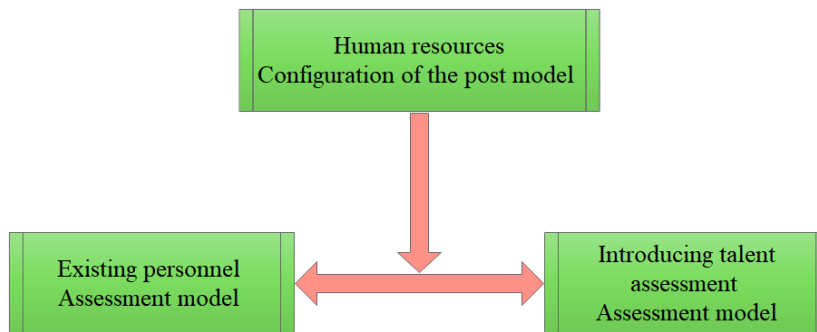 Human resources
Configuration of the post model
Existing personnel
Assessment model
Introducing talent
assessment
Assessment model